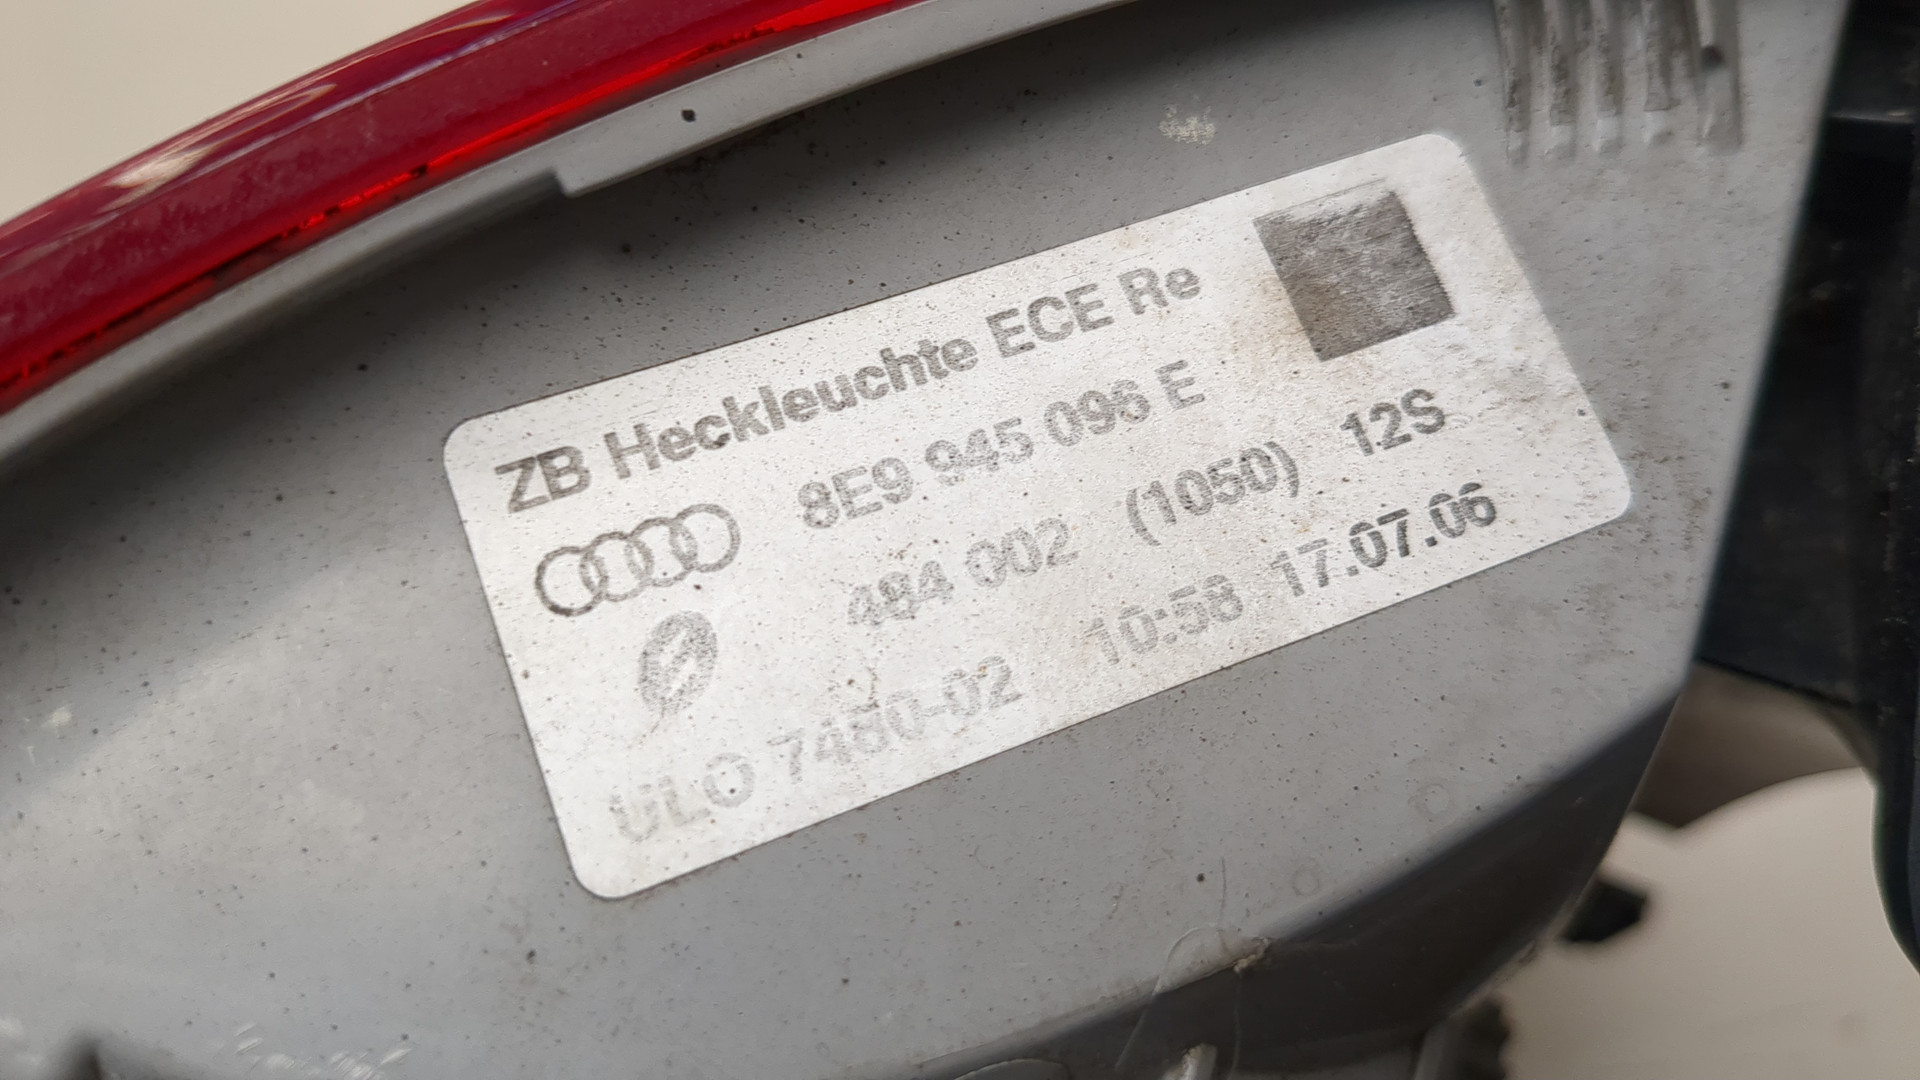 ZB Heckleuchte ECE Re
8E9 945 096 E
484 002 (1050) 12S
ULO 7480-02 10:58 17.07.06